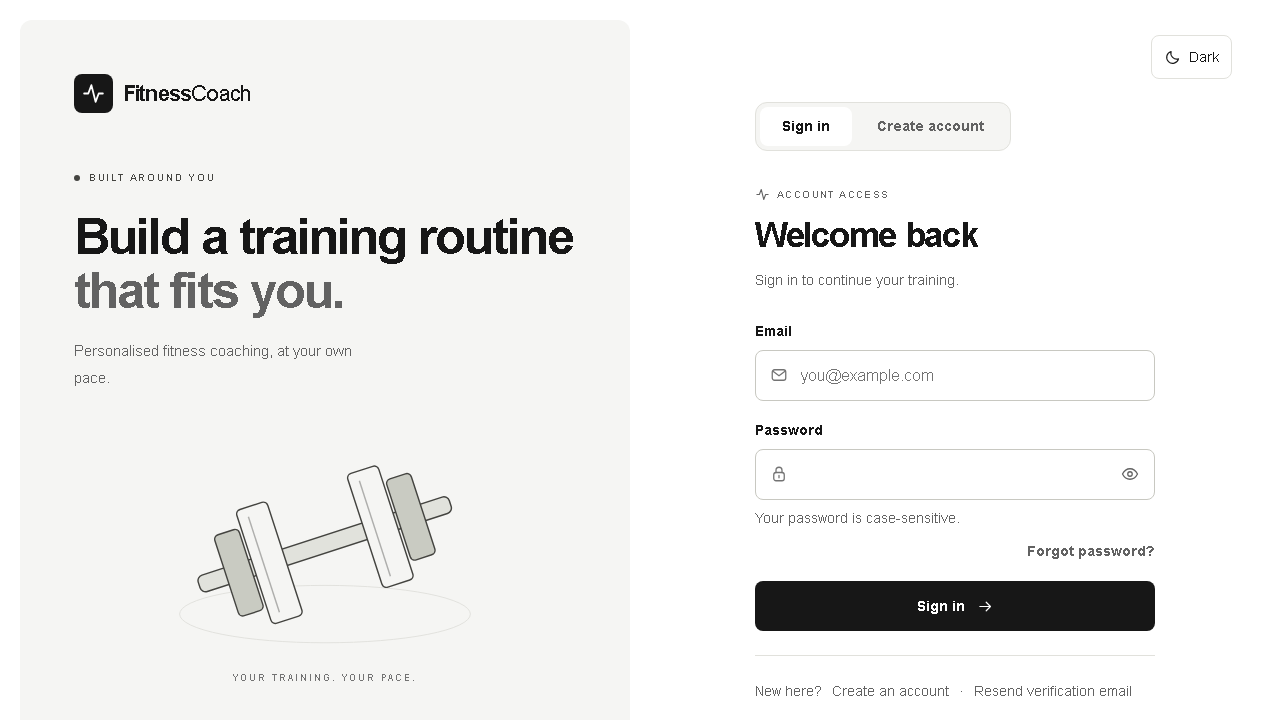 FitnessCoach
BUILT AROUND YOU
Build a training routine
that fits you.
Personalised fitness coaching, at your own
pace.
YOUR TRAINING. YOUR PACE.
Dark
Sign in
Create account
ACCOUNT ACCESS
Welcome back
Sign in to continue your training.
Email
you@example.com
Password
Your password is case-sensitive.
Forgot password?
Sign in →
New here? Create an account · Resend verification email